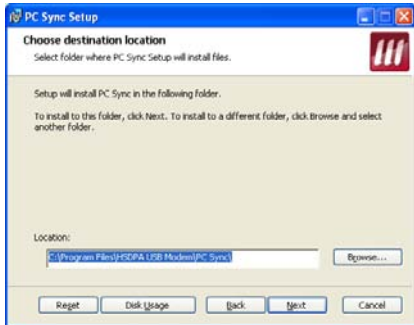 PC Sync Setup
Choose destination location
Select folder where PC Sync Setup will install files.
Setup will install PC Sync in the following folder.
To install to this folder, click Next. To install to a different folder, click Browse and select
another folder.
Location:
C:\Program Files\HSDPA USB Modem\PC Sync\
Browse...
Reset Disk Usage Back Next Cancel